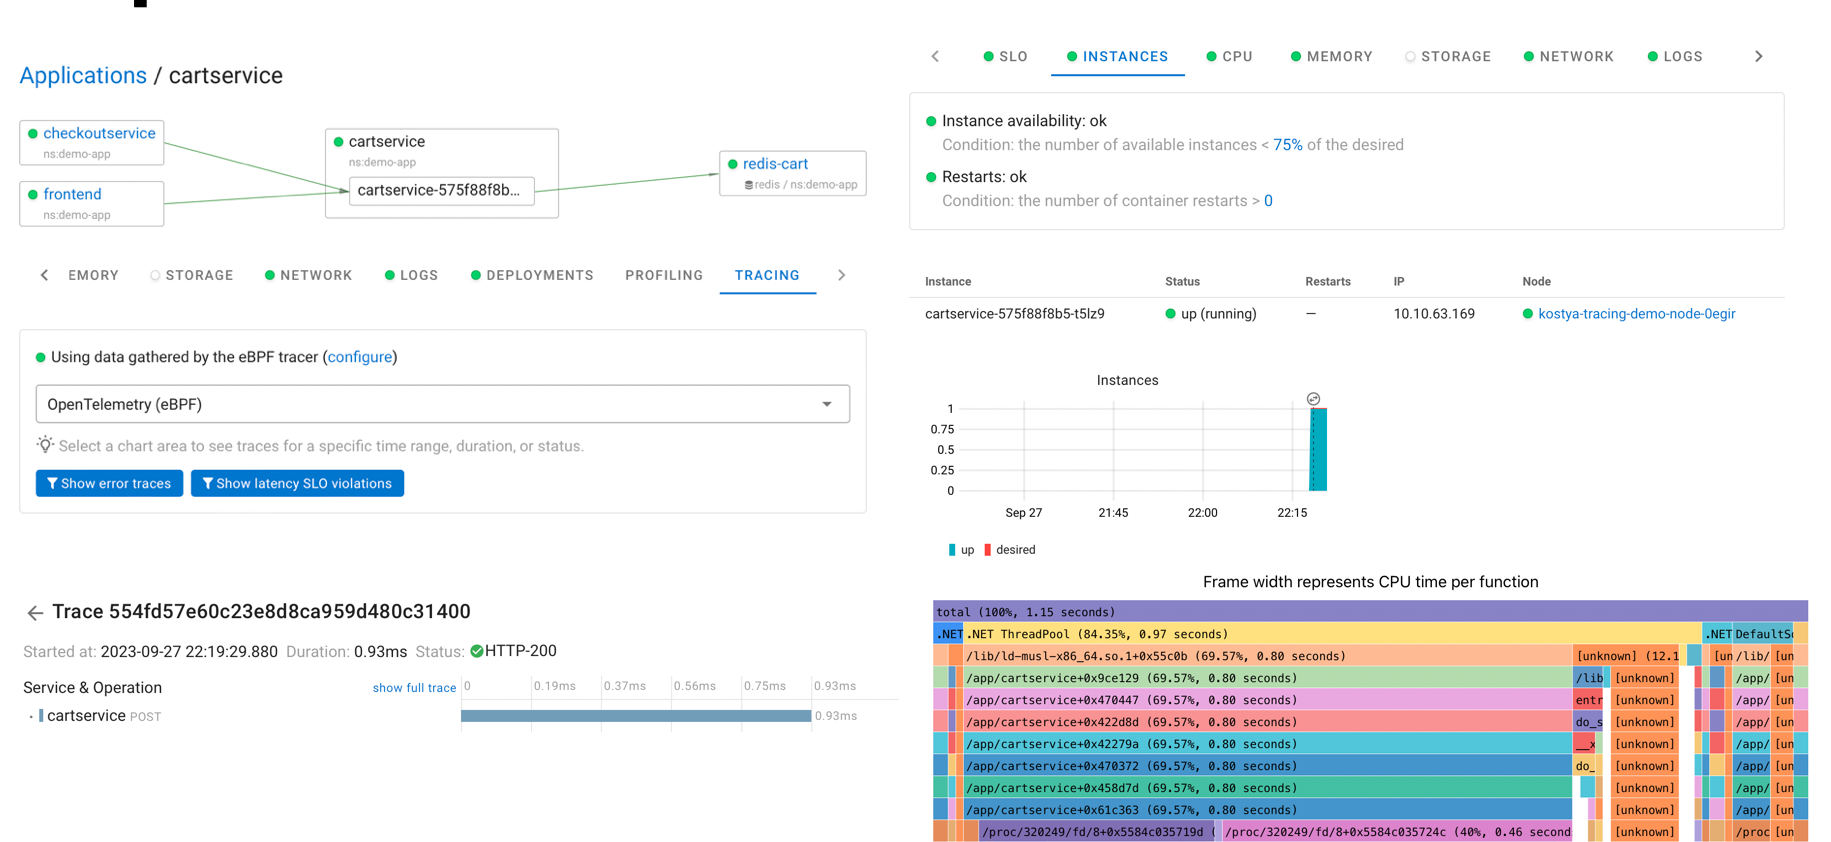 Applications / cartservice
checkoutservice
ns:demo-app
frontend
ns:demo-app
cartservice
ns:demo-app
cartservice-575f88f8b...
redis-cart
redis / ns:demo-app
EMORY STORAGE NETWORK LOGS DEPLOYMENTS PROFILING TRACING
Using data gathered by the eBPF tracer (configure)
OpenTelemetry (eBPF)
Select a chart area to see traces for a specific time range, duration, or status.
Show error traces Show latency SLO violations
Trace 554fd57e60c23e8d8ca959d480c31400
Started at: 2023-09-27 22:19:29.880 Duration: 0.93ms Status: HTTP-200
Service & Operation show full trace 0 0.19ms 0.37ms 0.56ms 0.75ms 0.93ms
cartservice POST 0.93ms
SLO INSTANCES CPU MEMORY STORAGE NETWORK LOGS
Instance availability: ok
Condition: the number of available instances < 75% of the desired
Restarts: ok
Condition: the number of container restarts > 0
Instance Status Restarts IP Node
cartservice-575f88f8b5-t5lz9 up (running) — 10.10.63.169 kostya-tracing-demo-node-0egir
Instances
1
0.75
0.5
0.25
0
Sep 27 21:45 22:00 22:15
up desired
Frame width represents CPU time per function
total (100%, 1.15 seconds)
.NET .NET ThreadPool (84.35%, 0.97 seconds) .NET DefaultS
/lib/ld-musl-x86_64.so.1+0x55c0b (69.57%, 0.80 seconds) [unknown] (12.1 [un /lib/ [un
/app/cartservice+0x9ce129 (69.57%, 0.80 seconds) /lib [unknown] /app/ [un
/app/cartservice+0x470447 (69.57%, 0.80 seconds) entr [unknown] /app/ [un
/app/cartservice+0x422d8d (69.57%, 0.80 seconds) do_s [unknown] /app/ [un
/app/cartservice+0x42279a (69.57%, 0.80 seconds) __x [unknown] /app/ [un
/app/cartservice+0x470372 (69.57%, 0.80 seconds) do_ [unknown] /app/ [un
/app/cartservice+0x458d7d (69.57%, 0.80 seconds) [unknown] /app/ [un
/app/cartservice+0x61c363 (69.57%, 0.80 seconds) [unknown] /app/ [un
/proc/320249/fd/8+0x5584c035719d ( /proc/320249/fd/8+0x5584c035724c (40%, 0.46 second [unknown] /proc [un